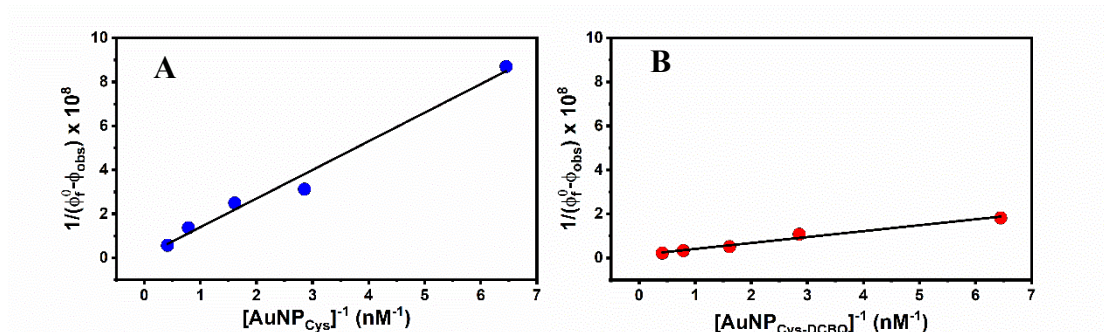 A
1/(ϕf⁰-ϕobs) x 10⁸
10
8
6
4
2
0
0 1 2 3 4 5 6 7
[AuNPCys]⁻¹ (nM⁻¹)
B
1/(ϕf⁰-ϕobs) x 10⁸
10
8
6
4
2
0
0 1 2 3 4 5 6 7
[AuNPCys-DCBQ]⁻¹ (nM⁻¹)